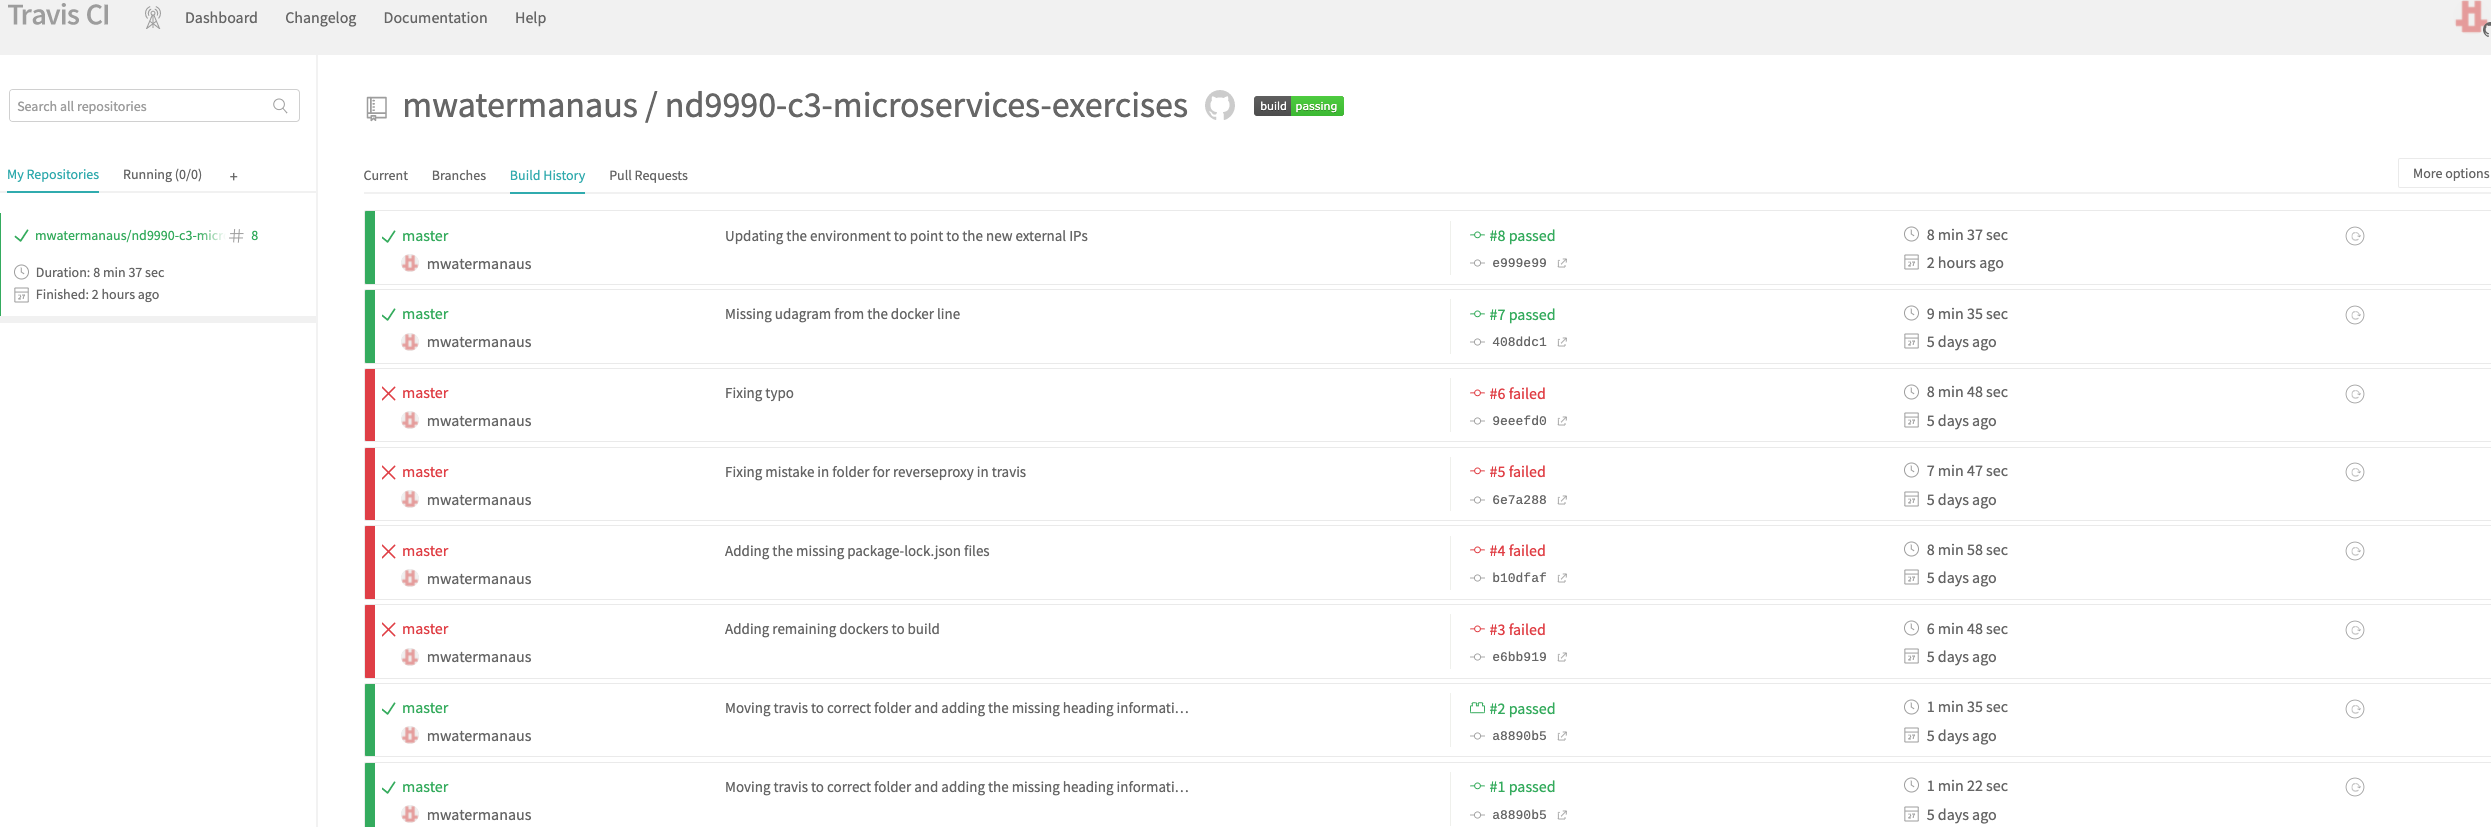 Travis CI
Dashboard Changelog Documentation Help
Search all repositories
My Repositories Running (0/0) +
mwatermanaus/nd9990-c3-micr # 8
Duration: 8 min 37 sec
Finished: 2 hours ago
mwatermanaus / nd9990-c3-microservices-exercises build passing
Current Branches Build History Pull Requests More options
master Updating the environment to point to the new external IPs #8 passed 8 min 37 sec
mwatermanaus e999e99 2 hours ago
master Missing udagram from the docker line #7 passed 9 min 35 sec
mwatermanaus 408ddc1 5 days ago
master Fixing typo #6 failed 8 min 48 sec
mwatermanaus 9eeefd0 5 days ago
master Fixing mistake in folder for reverseproxy in travis #5 failed 7 min 47 sec
mwatermanaus 6e7a288 5 days ago
master Adding the missing package-lock.json files #4 failed 8 min 58 sec
mwatermanaus b10dfaf 5 days ago
master Adding remaining dockers to build #3 failed 6 min 48 sec
mwatermanaus e6bb919 5 days ago
master Moving travis to correct folder and adding the missing heading informati… #2 passed 1 min 35 sec
mwatermanaus a8890b5 5 days ago
master Moving travis to correct folder and adding the missing heading informati… #1 passed 1 min 22 sec
mwatermanaus a8890b5 5 days ago